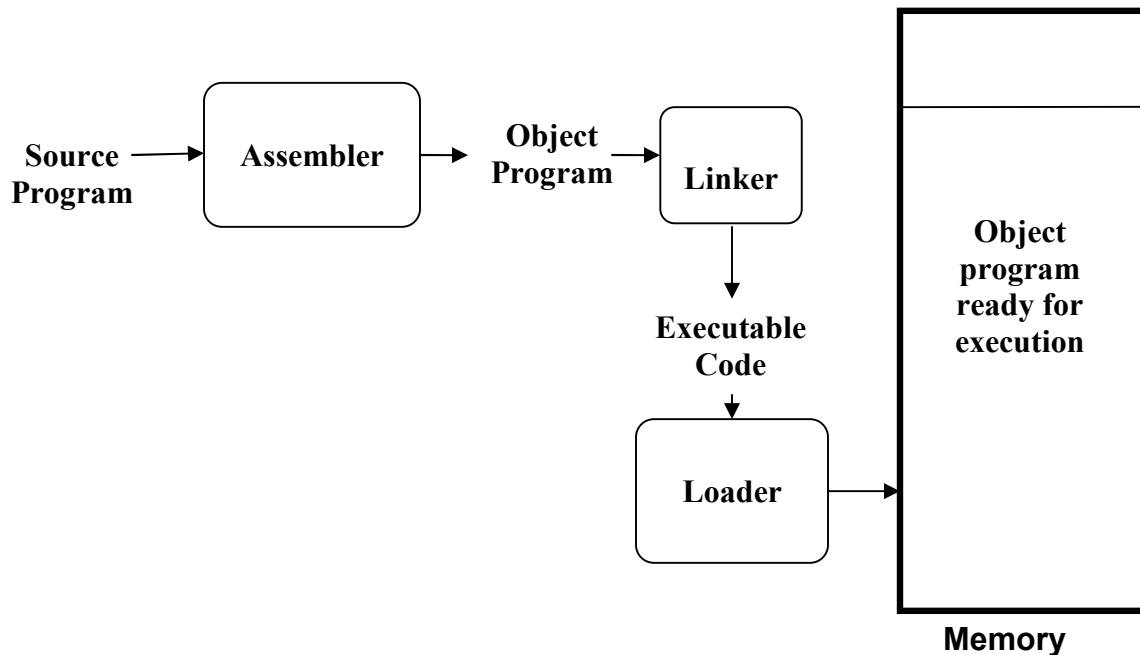 Source
Program
Assembler
Object
Program
Linker
Executable
Code
Loader
Object
program
ready for
execution
Memory